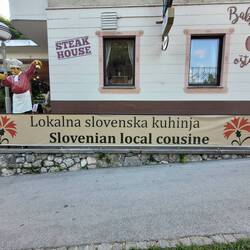 STEAK
HOUSE
Lokalna slovenska kuhinja
Slovenian local cousine